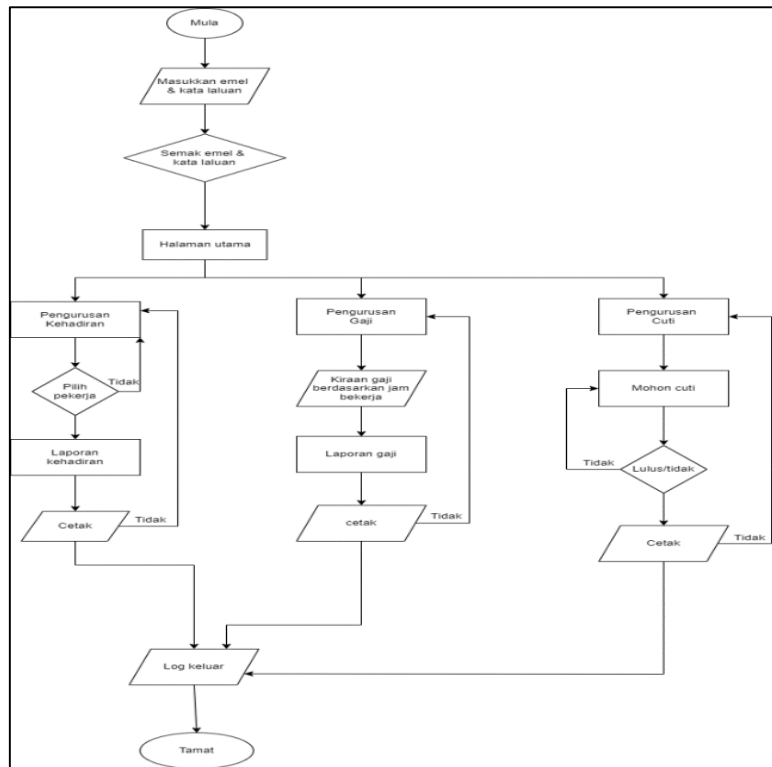 Mula
Masukkan emel
& kata laluan
Semak emel &
kata laluan
Halaman utama
Pengurusan
Kehadiran
Pilih
pekerja
Tidak
Laporan
kehadiran
Cetak
Tidak
Pengurusan
Gaji
Kiraan gaji
berdasarkan jam
bekerja
Laporan gaji
cetak
Tidak
Pengurusan
Cuti
Mohon cuti
Tidak
Lulus/tidak
Cetak
Tidak
Log keluar
Tamat